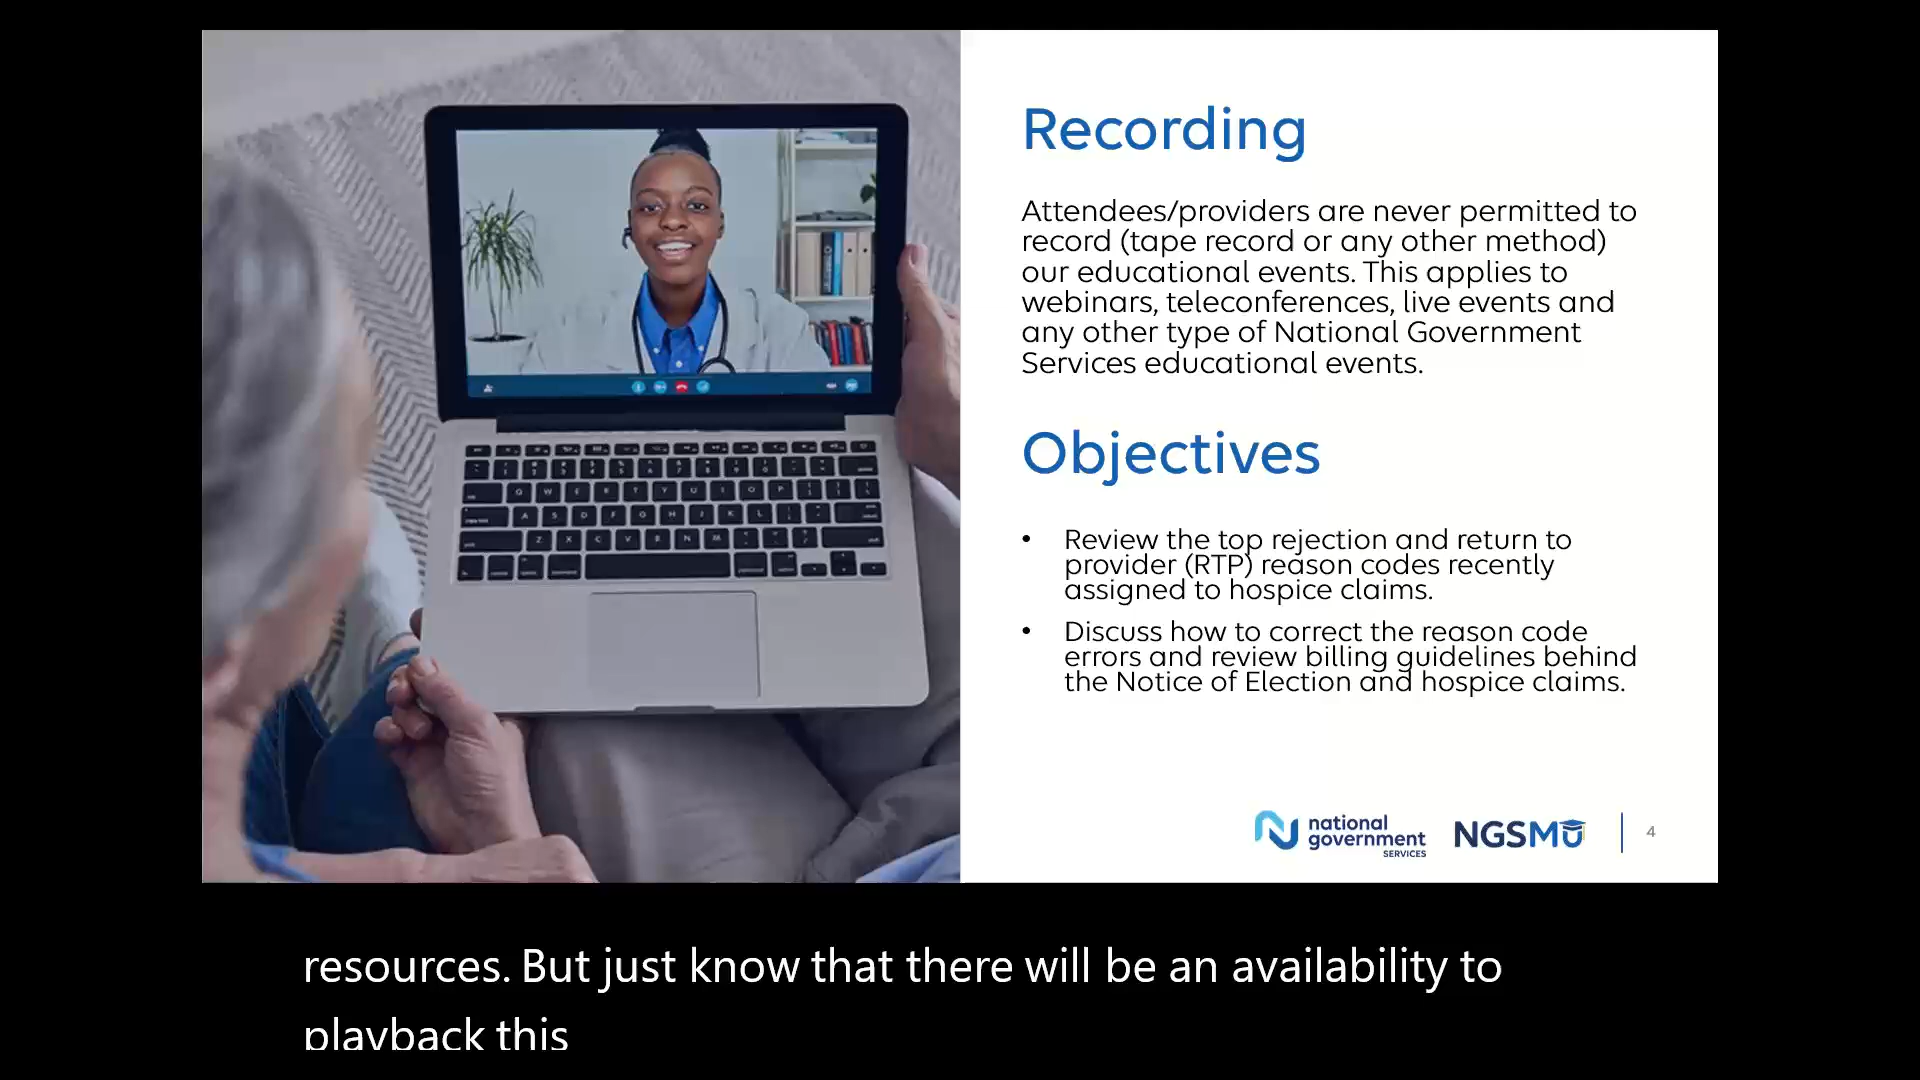 Recording
Attendees/providers are never permitted to
record (tape record or any other method)
our educational events. This applies to
webinars, teleconferences, live events and
any other type of National Government
Services educational events.
Objectives
• Review the top rejection and return to
provider (RTP) reason codes recently
assigned to hospice claims.
• Discuss how to correct the reason code
errors and review billing guidelines behind
the Notice of Election and hospice claims.
national
government
SERVICES
NGSMU
4
resources. But just know that there will be an availability to
playback this